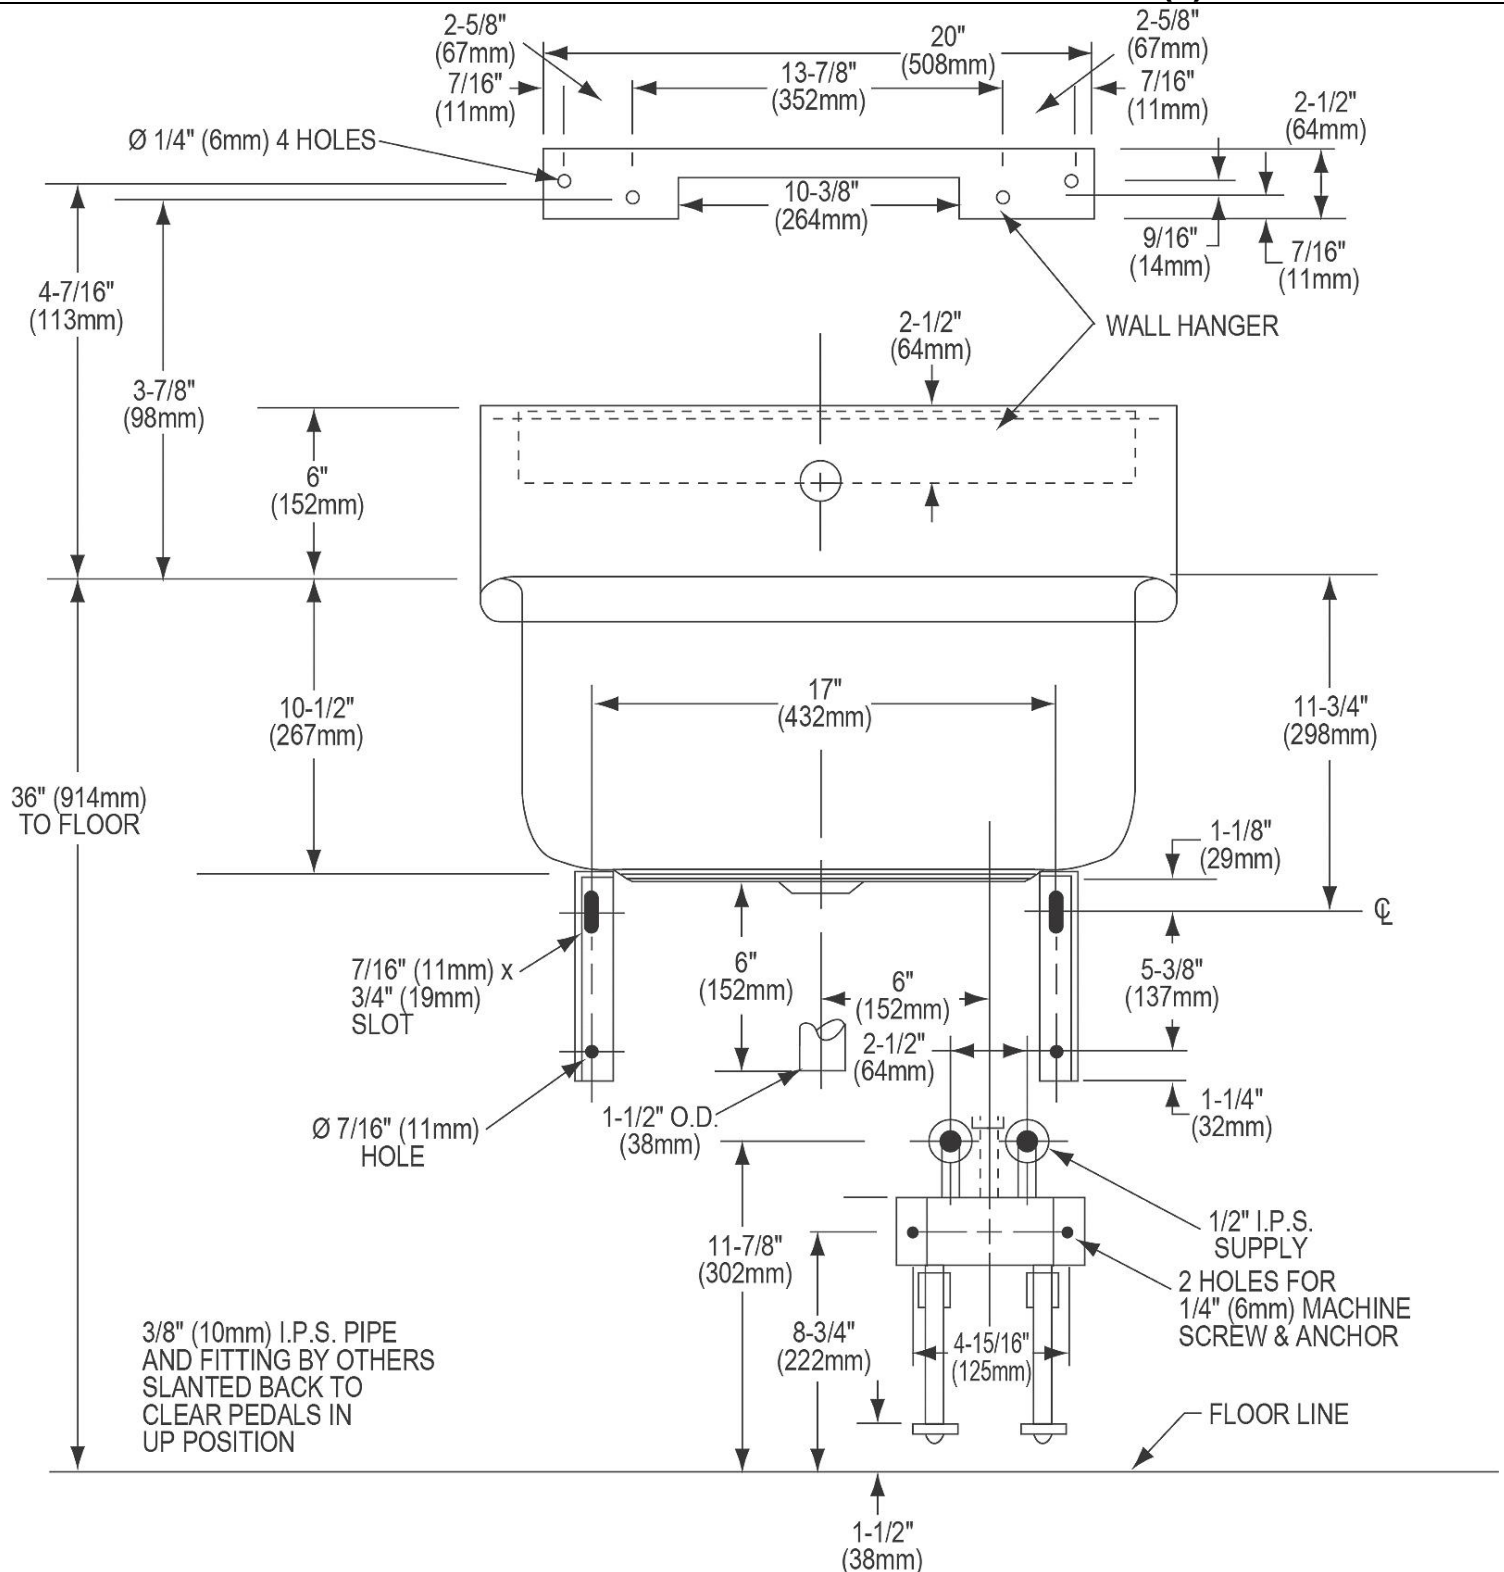 2-5/8"
(67mm)
20"
(508mm)
2-5/8"
(67mm)
7/16"
(11mm)
13-7/8"
(352mm)
7/16"
(11mm)
2-1/2"
(64mm)
Ø 1/4" (6mm) 4 HOLES
10-3/8"
(264mm)
9/16"
(14mm)
7/16"
(11mm)
4-7/16"
(113mm)
2-1/2"
(64mm)
WALL HANGER
3-7/8"
(98mm)
6"
(152mm)
10-1/2"
(267mm)
17"
(432mm)
11-3/4"
(298mm)
36" (914mm)
TO FLOOR
1-1/8"
(29mm)
℄
7/16" (11mm) x
3/4" (19mm)
SLOT
6"
(152mm)
6"
(152mm)
5-3/8"
(137mm)
2-1/2"
(64mm)
Ø 7/16" (11mm)
HOLE
1-1/2" O.D.
(38mm)
1-1/4"
(32mm)
11-7/8"
(302mm)
1/2" I.P.S.
SUPPLY
2 HOLES FOR
1/4" (6mm) MACHINE
SCREW & ANCHOR
3/8" (10mm) I.P.S. PIPE
AND FITTING BY OTHERS
SLANTED BACK TO
CLEAR PEDALS IN
UP POSITION
8-3/4"
(222mm)
4-15/16"
(125mm)
FLOOR LINE
1-1/2"
(38mm)